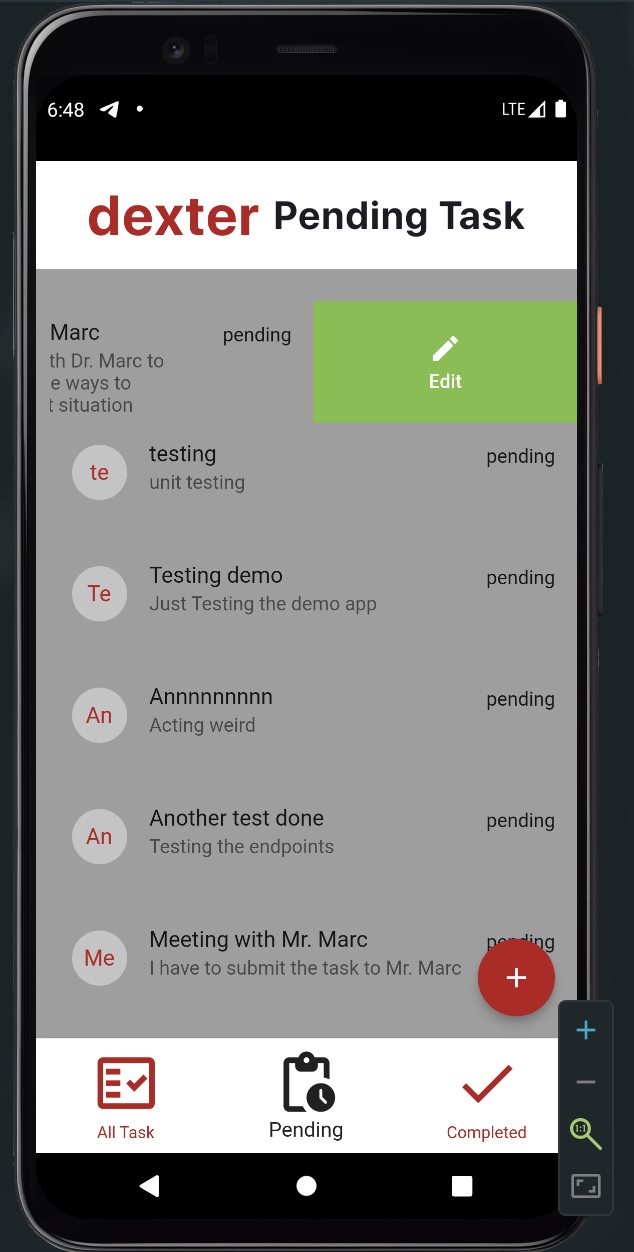 6:48
LTE
dexter Pending Task
Marc
pending
th Dr. Marc to
e ways to
t situation
Edit
te
testing
pending
unit testing
Te
Testing demo
pending
Just Testing the demo app
An
Annnnnnnnn
pending
Acting weird
An
Another test done
pending
Testing the endpoints
Me
Meeting with Mr. Marc
pending
I have to submit the task to Mr. Marc
All Task
Pending
Completed
1:1